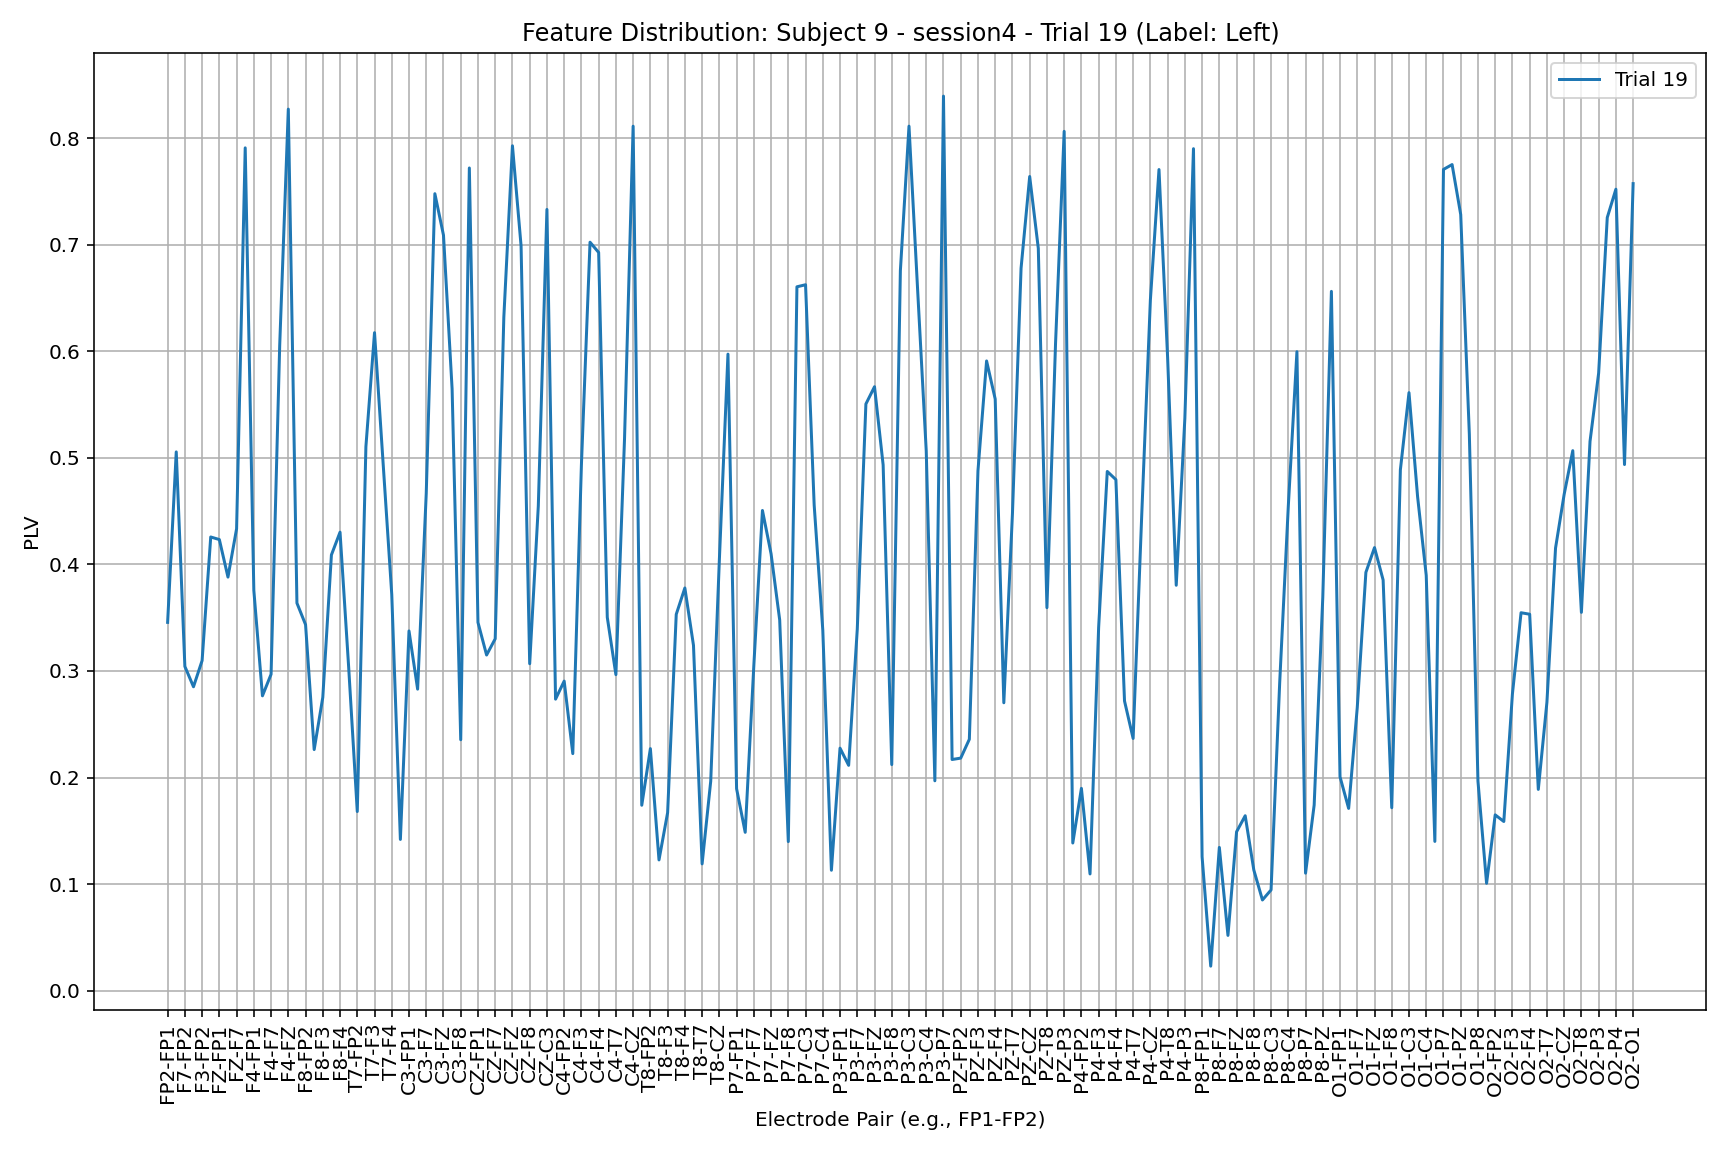 Feature Distribution: Subject 9 - session4 - Trial 19 (Label: Left)
Trial 19
PLV
0.8
0.7
0.6
0.5
0.4
0.3
0.2
0.1
0.0
FP2-FP1
F7-FP2
F3-FP2
FZ-FP1
FZ-F7
F4-FP1
F4-F7
F4-FZ
F8-FP2
F8-F3
F8-F4
T7-FP2
T7-F3
T7-F4
C3-FP1
C3-F7
C3-FZ
C3-F8
CZ-FP1
CZ-F7
CZ-FZ
CZ-F8
CZ-C3
C4-FP2
C4-F3
C4-F4
C4-T7
C4-CZ
T8-FP2
T8-F3
T8-F4
T8-T7
T8-CZ
P7-FP1
P7-F7
P7-FZ
P7-F8
P7-C3
P7-C4
P3-FP1
P3-F7
P3-FZ
P3-F8
P3-C3
P3-C4
P3-P7
PZ-FP2
PZ-F3
PZ-F4
PZ-T7
PZ-CZ
PZ-T8
PZ-P3
P4-FP2
P4-F3
P4-F4
P4-T7
P4-CZ
P4-T8
P4-P3
P8-FP1
P8-F7
P8-FZ
P8-F8
P8-C3
P8-C4
P8-P7
P8-PZ
O1-FP1
O1-F7
O1-FZ
O1-F8
O1-C3
O1-C4
O1-P7
O1-PZ
O1-P8
O2-FP2
O2-F3
O2-F4
O2-T7
O2-CZ
O2-T8
O2-P3
O2-P4
O2-O1
Electrode Pair (e.g., FP1-FP2)